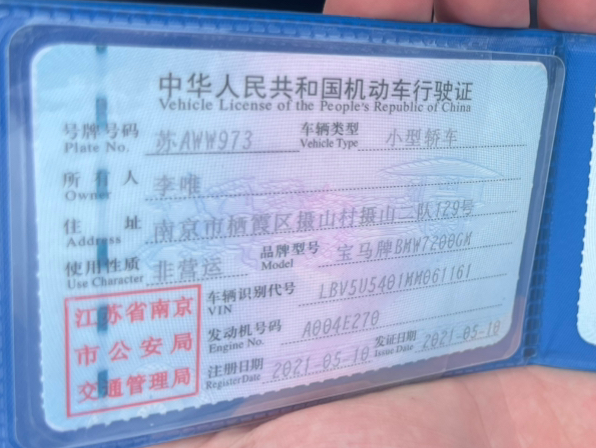 中华人民共和国机动车行驶证
Vehicle License of the People's Republic of China
号牌号码 苏AWW973 车辆类型 小型轿车
Plate No. Vehicle Type
所有人 李唯
Owner
住址 南京市栖霞区摄山村摄山二队129号
Address
使用性质 非营运 品牌型号 宝马牌BMW7200GM
Use Character Model
江苏省南京
市公安局
交通管理局
车辆识别代号 LBV5U5401MM061161
VIN
发动机号码 A004E270
Engine No.
注册日期 2021-05-10 发证日期 2021-05-10
Register Date Issue Date